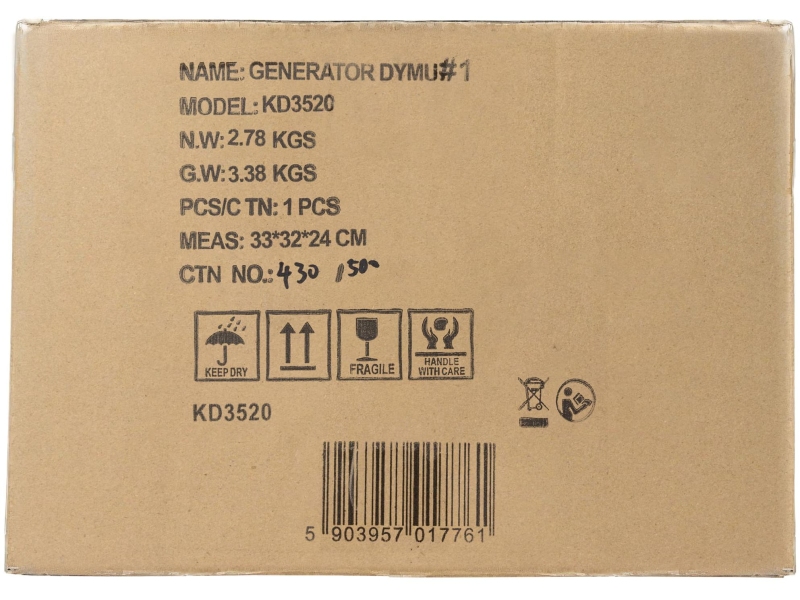 NAME: GENERATOR DYMU#1
MODEL: KD3520
N.W: 2.78 KGS
G.W: 3.38 KGS
PCS/C TN: 1 PCS
MEAS: 33*32*24 CM
CTN NO.: 430 /500
KEEP DRY
FRAGILE
HANDLE
WITH CARE
KD3520
5 903957 017761